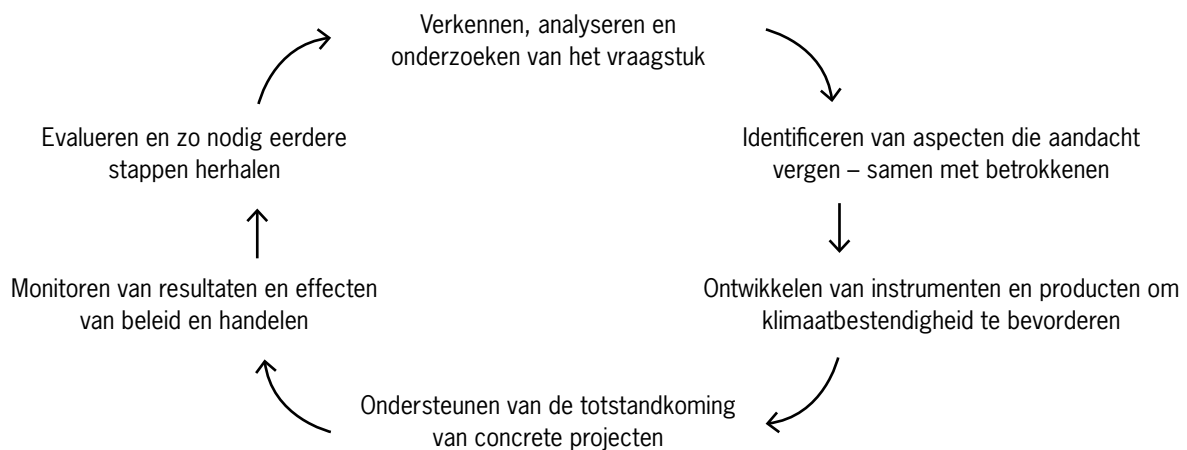 Verkennen, analyseren en
onderzoeken van het vraagstuk
Identificeren van aspecten die aandacht
vergen – samen met betrokkenen
Ontwikkelen van instrumenten en producten om
klimaatbestendigheid te bevorderen
Ondersteunen van de totstandkoming
van concrete projecten
Monitoren van resultaten en effecten
van beleid en handelen
Evalueren en zo nodig eerdere
stappen herhalen